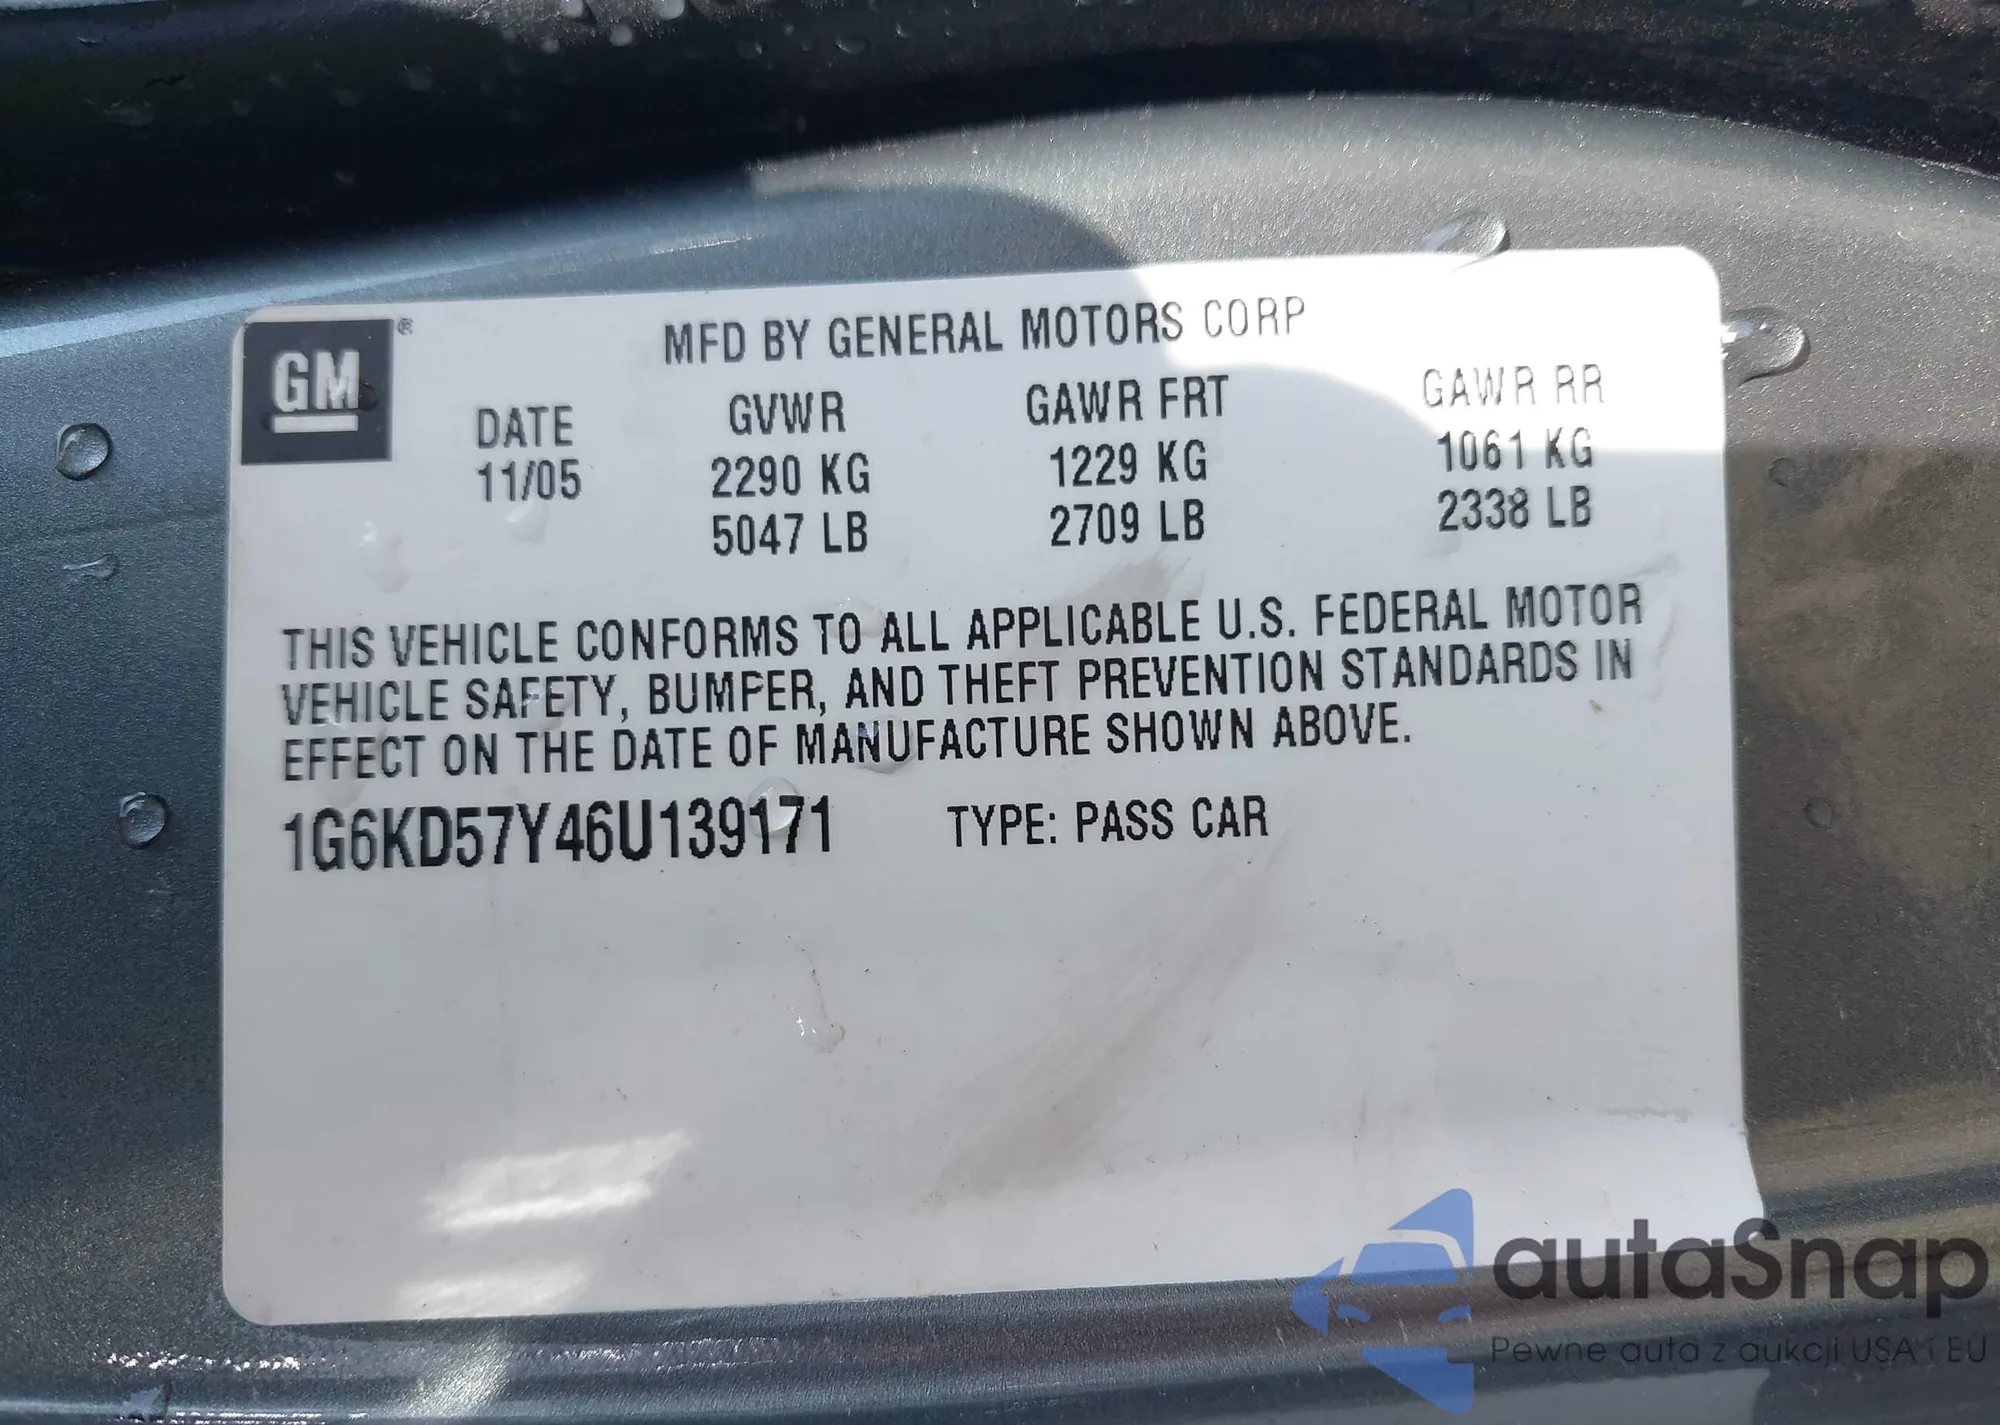 GM ®
MFD BY GENERAL MOTORS CORP
DATE GVWR GAWR FRT GAWR RR
11/05 2290 KG 1229 KG 1061 KG
5047 LB 2709 LB 2338 LB
THIS VEHICLE CONFORMS TO ALL APPLICABLE U.S. FEDERAL MOTOR
VEHICLE SAFETY, BUMPER, AND THEFT PREVENTION STANDARDS IN
EFFECT ON THE DATE OF MANUFACTURE SHOWN ABOVE.
1G6KD57Y46U139171 TYPE: PASS CAR
autaSnap
Pewne auta z aukcji USA i EU